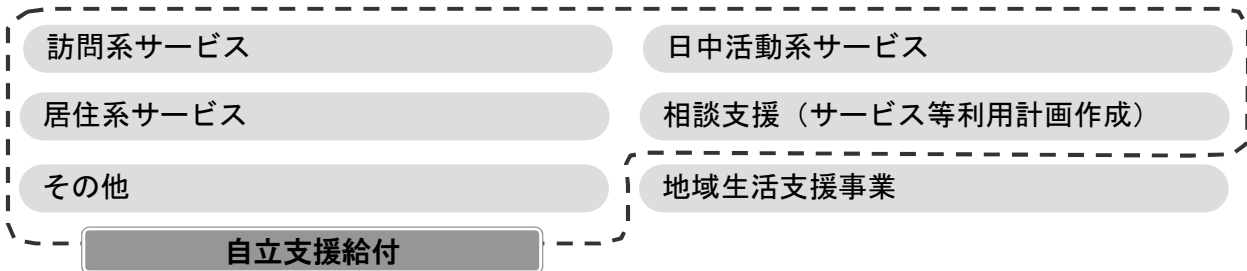 訪問系サービス
日中活動系サービス
居住系サービス
相談支援（サービス等利用計画作成）
その他
地域生活支援事業
自立支援給付